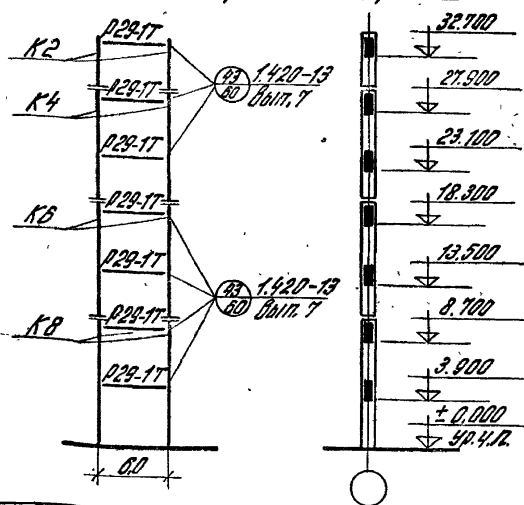 К2
К4
К6
К8
Р29-1Т
Р29-1Т
Р29-1Т
Р29-1Т
Р29-1Т
Р29-1Т
Р29-1Т
43
60
1.420-13
Вып. 7
43
60
1.420-13
Вып. 7
6,0
32.700
27.900
23.100
18.300
13.500
8.700
3.900
± 0.000
Ур.ч.п.